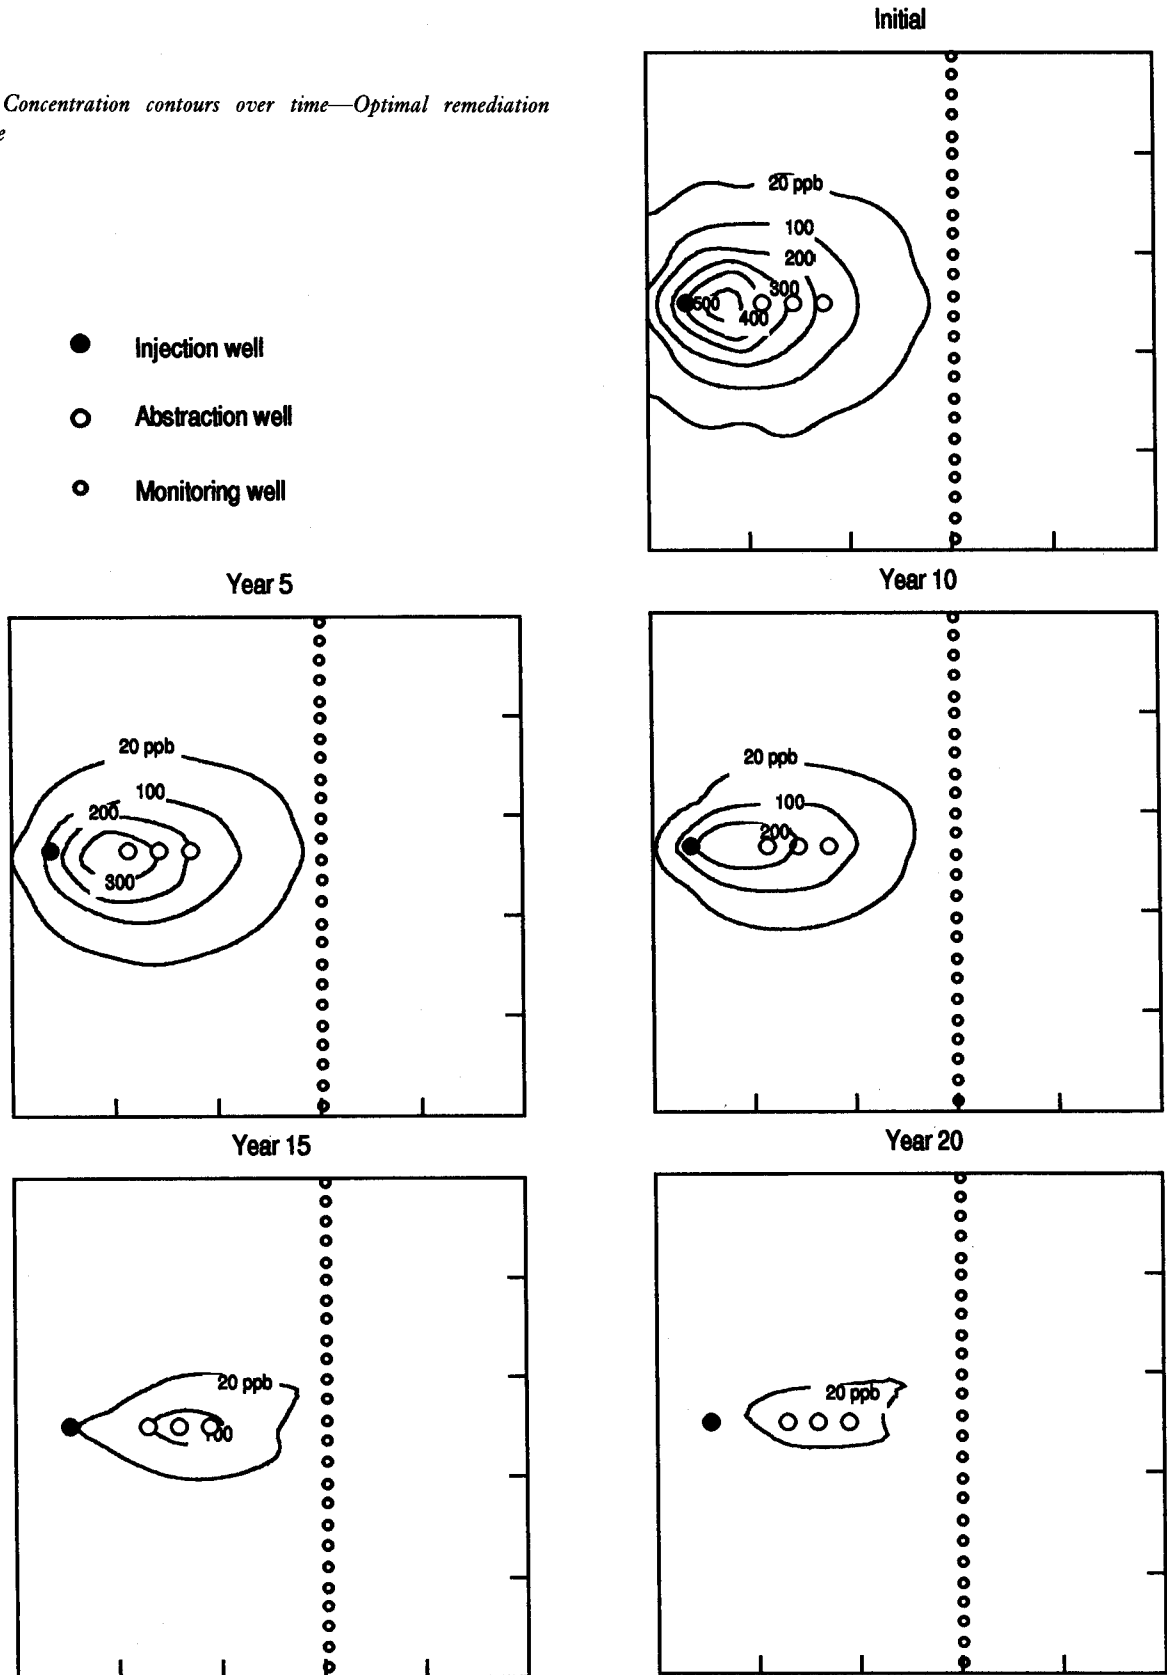 Initial
Concentration contours over time—Optimal remediation
20 ppb
100
200
300
500
400
Injection well
Abstraction well
Monitoring well
Year 5
20 ppb
100
200
300
Year 10
20 ppb
100
200
Year 15
20 ppb
100
Year 20
20 ppb